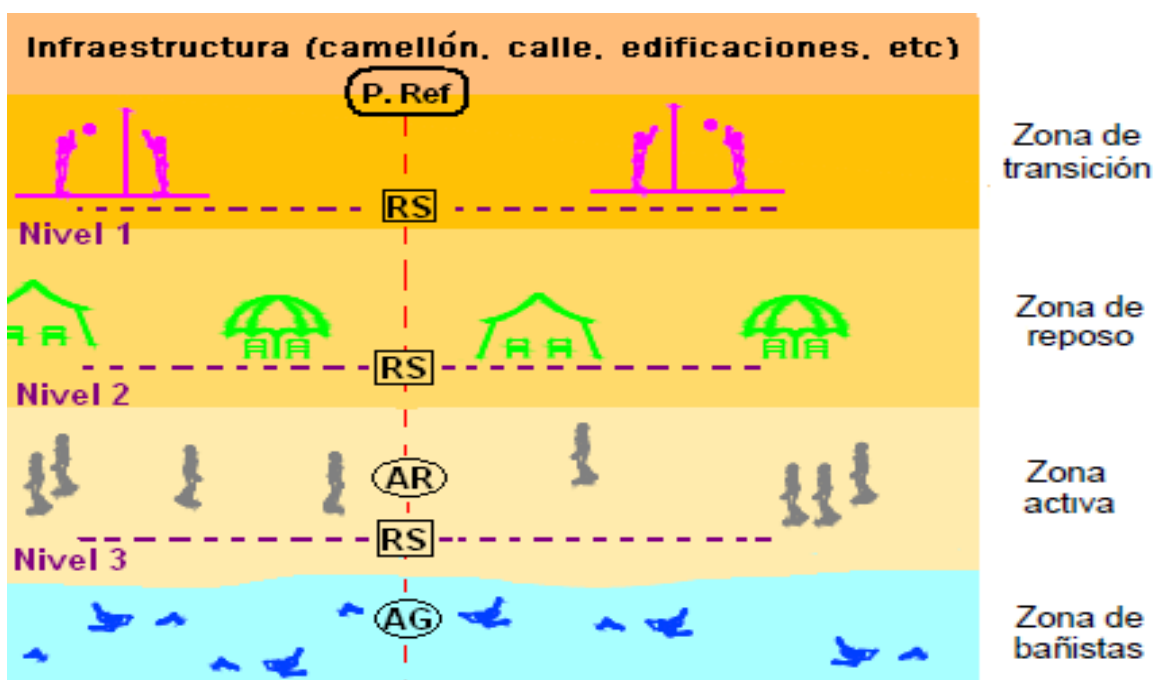 Infraestructura (camellón, calle, edificaciones, etc)
P. Ref
Zona de
transición
RS
Nivel 1
Zona de
reposo
RS
Nivel 2
AR
Zona
activa
RS
Nivel 3
AG
Zona de
bañistas